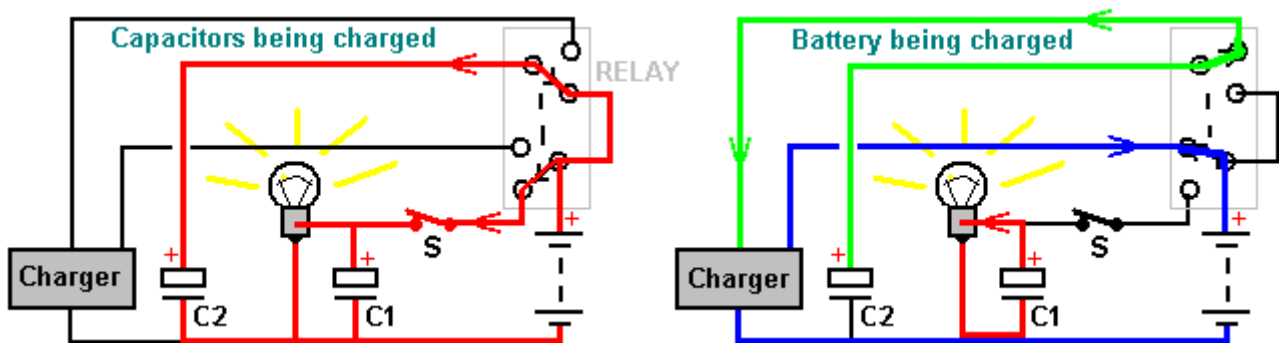 Capacitors being charged
RELAY
+
S
+
+
Charger
C2
C1
Battery being charged
+
S
+
+
Charger
C2
C1